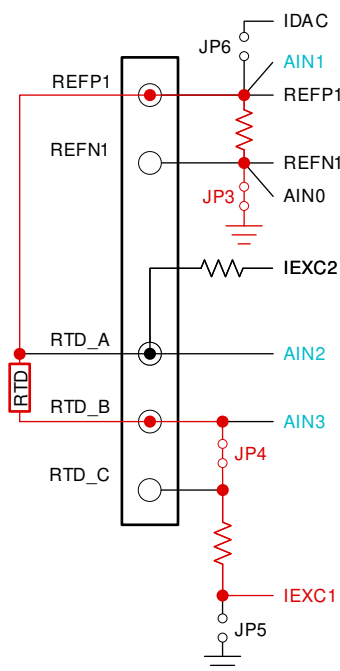 IDAC
JP6
AIN1
REFP1
REFP1
REFN1
REFN1
JP3
AIN0
IEXC2
RTD_A
AIN2
RTD
RTD_B
AIN3
JP4
RTD_C
IEXC1
JP5